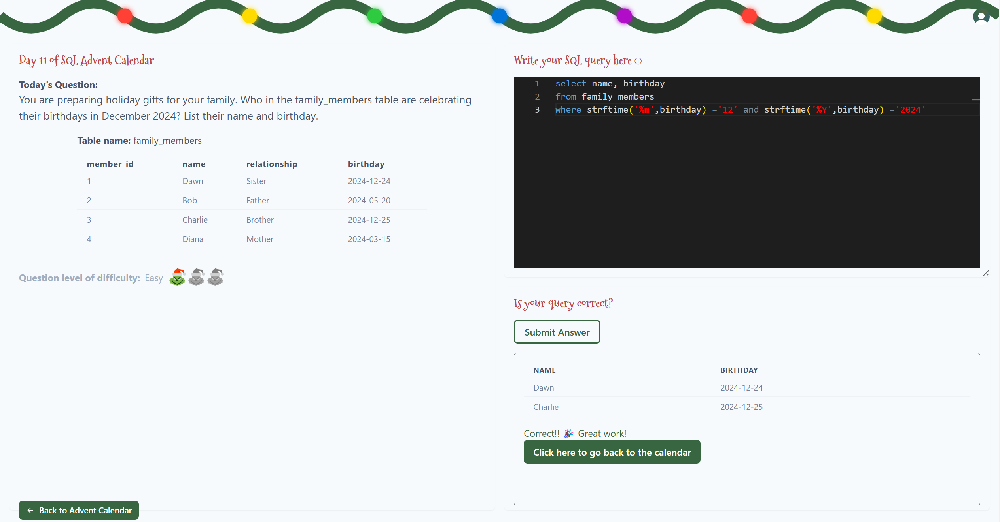 Day 11 of SQL Advent Calendar
Today's Question:
You are preparing holiday gifts for your family. Who in the family_members table are celebrating
their birthdays in December 2024? List their name and birthday.
Table name: family_members
member_id name relationship birthday
1 Dawn Sister 2024-12-24
2 Bob Father 2024-05-20
3 Charlie Brother 2024-12-25
4 Diana Mother 2024-03-15
Question level of difficulty: Easy
← Back to Advent Calendar
Write your SQL query here
1 select name, birthday
2 from family_members
3 where strftime('%m',birthday) ='12' and strftime('%Y',birthday) ='2024'
Is your query correct?
Submit Answer
NAME BIRTHDAY
Dawn 2024-12-24
Charlie 2024-12-25
Correct!! 🎉 Great work!
Click here to go back to the calendar